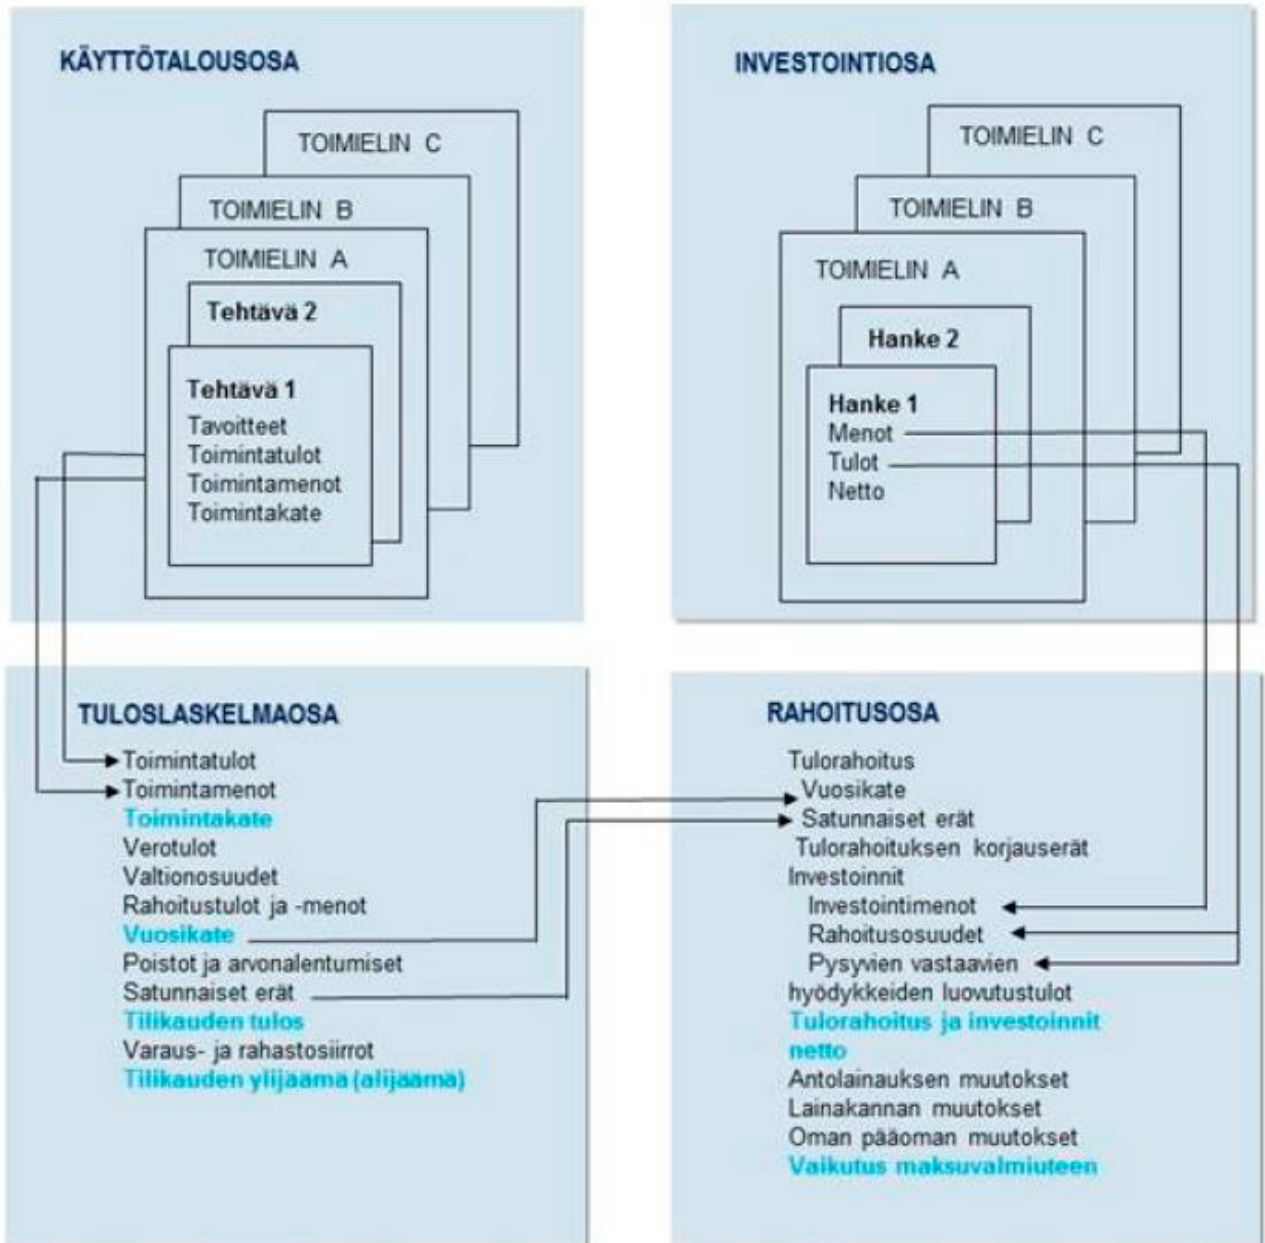 KÄYTTÖTALOUSOSA
TOIMIELIN C
TOIMIELIN B
TOIMIELIN A
Tehtävä 2
Tehtävä 1
Tavoitteet
Toimintatulot
Toimintamenot
Toimintakate
INVESTOINTIOSA
TOIMIELIN C
TOIMIELIN B
TOIMIELIN A
Hanke 2
Hanke 1
Menot
Tulot
Netto
TULOSLASKELMAOSA
Toimintatulot
Toimintamenot
Toimintakate
Verotulot
Valtionosuudet
Rahoitustulot ja -menot
Vuosikate
Poistot ja arvonalentumiset
Satunnaiset erät
Tilikauden tulos
Varaus- ja rahastosiirrot
Tilikauden ylijäämä (alijäämä)
RAHOITUSOSA
Tulorahoitus
Vuosikate
Satunnaiset erät
Tulorahoituksen korjauserät
Investoinnit
Investointimenot
Rahoitusosuudet
Pysyvien vastaavien
hyödykkeiden luovutustulot
Tulorahoitus ja investoinnit
netto
Antolainauksen muutokset
Lainakannan muutokset
Oman pääoman muutokset
Vaikutus maksuvalmiuteen